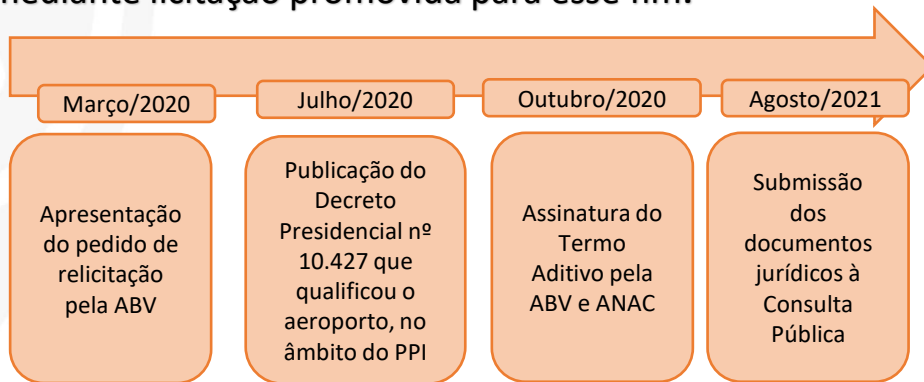 mediante licitação promovida para esse fim.
Março/2020
Julho/2020
Outubro/2020
Agosto/2021
Apresentação
do pedido de
relicitação
pela ABV
Publicação do
Decreto
Presidencial nº
10.427 que
qualificou o
aeroporto, no
âmbito do PPI
Assinatura do
Termo
Aditivo pela
ABV e ANAC
Submissão
dos
documentos
jurídicos à
Consulta
Pública